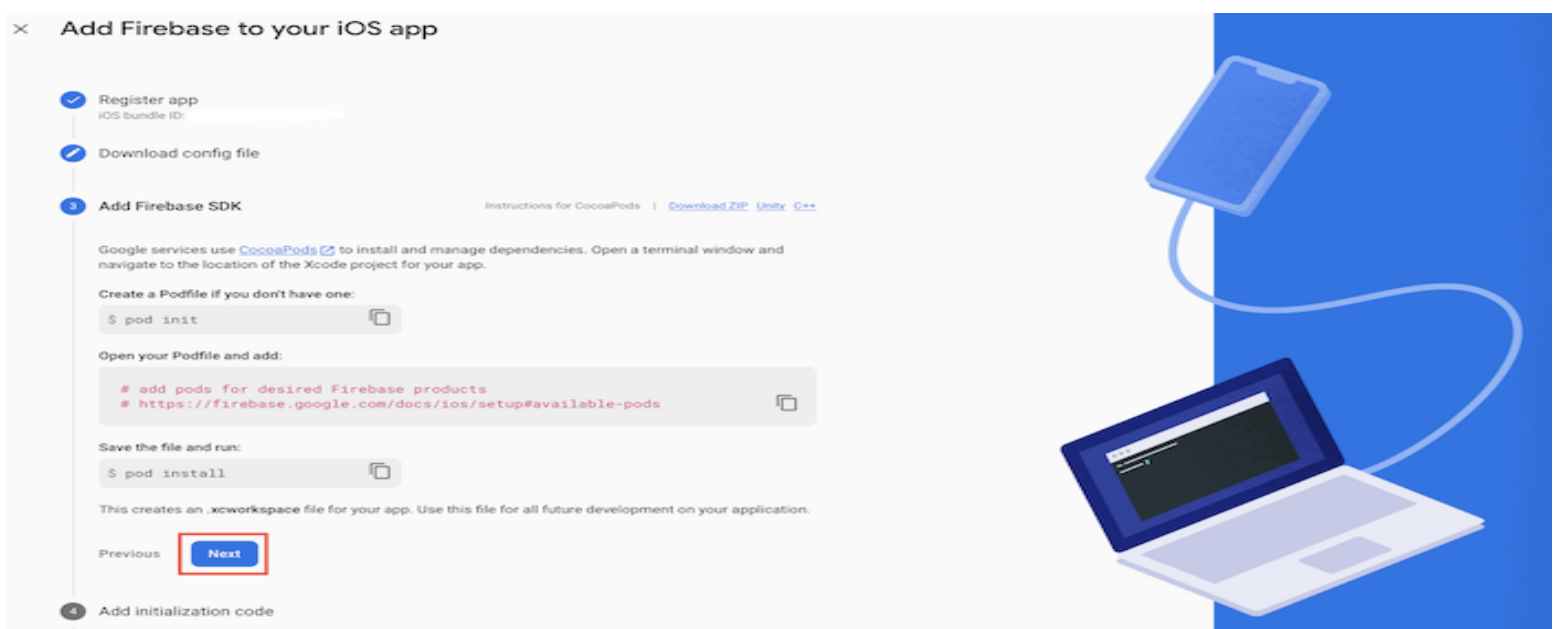 Add Firebase to your iOS app
Register app
iOS bundle ID:
Download config file
3 Add Firebase SDK
Instructions for CocoaPods | Download ZIP Unity C++
Google services use CocoaPods to install and manage dependencies. Open a terminal window and
navigate to the location of the Xcode project for your app.
Create a Podfile if you don't have one:
$ pod init
Open your Podfile and add:
# add pods for desired Firebase products
# https://firebase.google.com/docs/ios/setup#available-pods
Save the file and run:
$ pod install
This creates an .xcworkspace file for your app. Use this file for all future development on your application.
Previous Next
4 Add initialization code